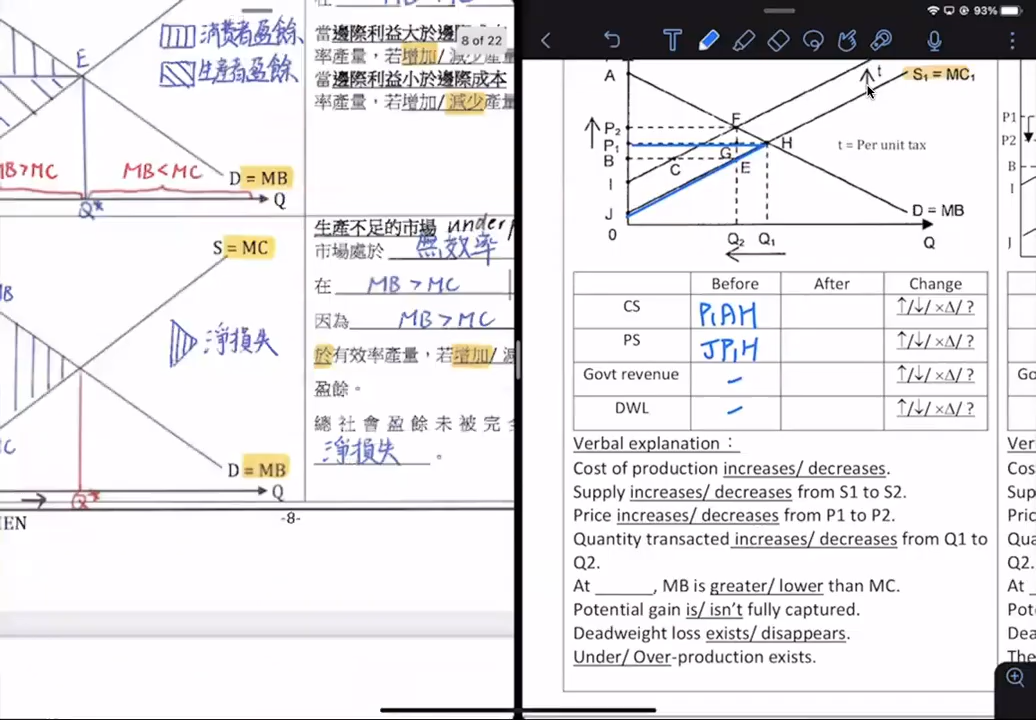 8 of 22
93%
在
MB > MC
消費者盈餘
生產者盈餘
當邊際利益大於邊際成本
率產量，若增加/減少產量
當邊際利益小於邊際成本
率產量，若增加/減少產量
E
MB>MC
MB<MC
D = MB
Q
Q*
S = MC
淨損失
D = MB
Q
Q*
生產不足的市場 under
市場處於 無效率
在 MB > MC
因為 MB > MC
於有效率產量，若增加/減
盈餘。
總社會盈餘未被完全
淨損失。
-8-
A
t
S₁ = MC₁
P₂
F
P₁
H
t = Per unit tax
B
G
C
E
I
J
D = MB
0
Q₂
Q₁
Q
Before After Change
CS P₁AH ↑/↓/ ×Δ/ ?
PS JP₁H ↑/↓/ ×Δ/ ?
Govt revenue - ↑/↓/ ×Δ/ ?
DWL - ↑/↓/ ×Δ/ ?
Verbal explanation：
Cost of production increases/ decreases.
Supply increases/ decreases from S1 to S2.
Price increases/ decreases from P1 to P2.
Quantity transacted increases/ decreases from Q1 to
Q2.
At ______, MB is greater/ lower than MC.
Potential gain is/ isn't fully captured.
Deadweight loss exists/ disappears.
Under/ Over-production exists.
P1
P2
B
I
J